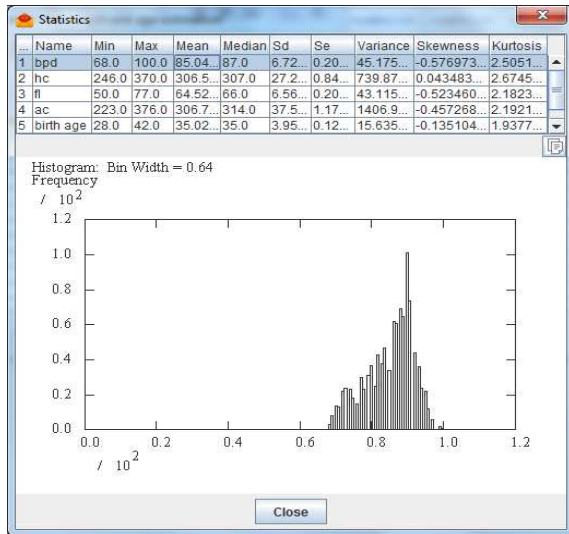 Statistics
... Name Min Max Mean Median Sd Se Variance Skewness Kurtosis
1 bpd 68.0 100.0 85.04... 87.0 6.72... 0.20... 45.175... -0.576973... 2.5051...
2 hc 246.0 370.0 306.5... 307.0 27.2... 0.84... 739.87... 0.043483... 2.6745...
3 fl 50.0 77.0 64.52... 66.0 6.56... 0.20... 43.115... -0.523460... 2.1823...
4 ac 223.0 376.0 306.7... 314.0 37.5... 1.17... 1406.9... -0.457268... 2.1921...
5 birth age 28.0 42.0 35.02... 35.0 3.95... 0.12... 15.635... -0.135104... 1.9377...
Histogram: Bin Width = 0.64
Frequency
/ 10 2
1.2
1.0
0.8
0.6
0.4
0.2
0.0
0.0 0.2 0.4 0.6 0.8 1.0 1.2
/ 10 2
Close